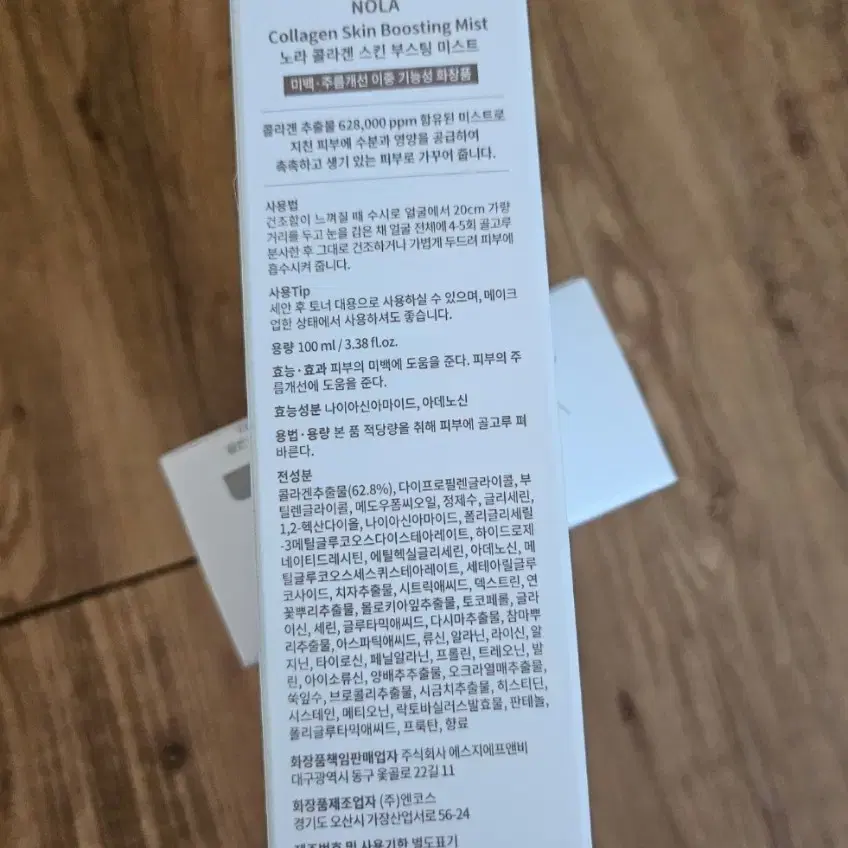 NOLA
Collagen Skin Boosting Mist
노라 콜라겐 스킨 부스팅 미스트
미백·주름개선 이중 기능성 화장품
콜라겐 추출물 628,000 ppm 함유된 미스트로
지친 피부에 수분과 영양을 공급하여
촉촉하고 생기 있는 피부로 가꾸어 줍니다.
사용법
건조함이 느껴질 때 수시로 얼굴에서 20cm 가량
거리를 두고 눈을 감은 채 얼굴 전체에 4-5회 골고루
분사한 후 그대로 건조하거나 가볍게 두드려 피부에
흡수시켜 줍니다.
사용Tip
세안 후 토너 대용으로 사용하실 수 있으며, 메이크
업한 상태에서 사용하셔도 좋습니다.
용량 100 ml / 3.38 fl.oz.
효능·효과 피부의 미백에 도움을 준다. 피부의 주
름개선에 도움을 준다.
효능성분 나이아신아마이드, 아데노신
용법·용량 본 품 적당량을 취해 피부에 골고루 펴
바른다.
전성분
콜라겐추출물(62.8%), 다이프로필렌글라이콜, 부
틸렌글라이콜, 메도우폼씨오일, 정제수, 글리세린,
1,2-헥산다이올, 나이아신아마이드, 폴리글리세릴
-3메틸글루코오스다이스테아레이트, 하이드로제
네이티드레시틴, 에틸헥실글리세린, 아데노신, 메
틸글루코오스세스퀴스테아레이트, 세테아릴글루
코사이드, 치자추출물, 시트릭애씨드, 덱스트린, 연
꽃뿌리추출물, 몰로키아잎추출물, 토코페롤, 글라
이신, 세린, 글루타믹애씨드, 다시마추출물, 참마뿌
리추출물, 아스파틱애씨드, 류신, 알라닌, 라이신, 알
지닌, 타이로신, 페닐알라닌, 프롤린, 트레오닌, 발
린, 아이소류신, 양배추추출물, 오크라열매추출물,
쑥잎수, 브로콜리추출물, 시금치추출물, 히스티딘,
시스테인, 메티오닌, 락토바실러스발효물, 판테놀,
폴리글루타믹애씨드, 프룩탄, 향료
화장품책임판매업자 주식회사 에스지에프앤비
대구광역시 동구 옻골로 22길 11
화장품제조업자 (주)엔코스
경기도 오산시 가장산업서로 56-24
제조번호 및 사용기한 별도표기